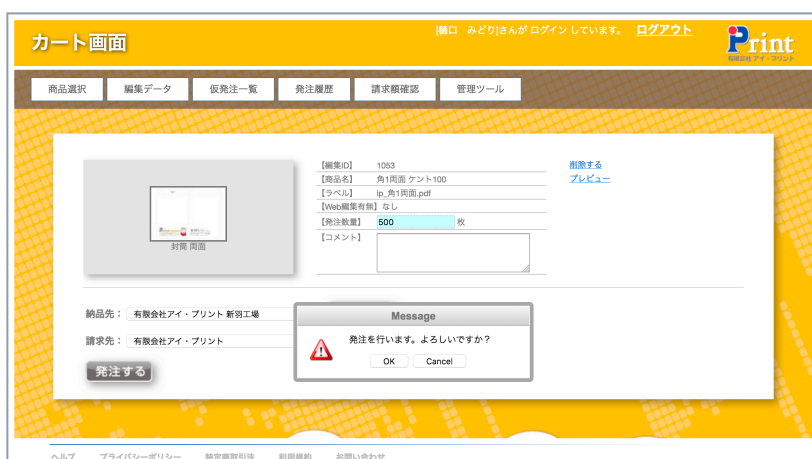 カート画面
[樋口 みどり]さんが ログイン しています。 ログアウト
Print
有限会社 アイ・プリント
商品選択 編集データ 仮発注一覧 発注履歴 請求額確認 管理ツール
【編集ID】 1053
【商品名】 角1両面 ケント100
【ラベル】 ip_角1両面.pdf
【Web編集有無】 なし
【発注数量】 500 枚
【コメント】
削除する
プレビュー
封筒 両面
納品先： 有限会社アイ・プリント 新羽工場
請求先： 有限会社アイ・プリント
発注する
Message
発注を行います。よろしいですか？
OK Cancel
ヘルプ プライバシーポリシー 特定商取引法 利用規約 お問い合わせ